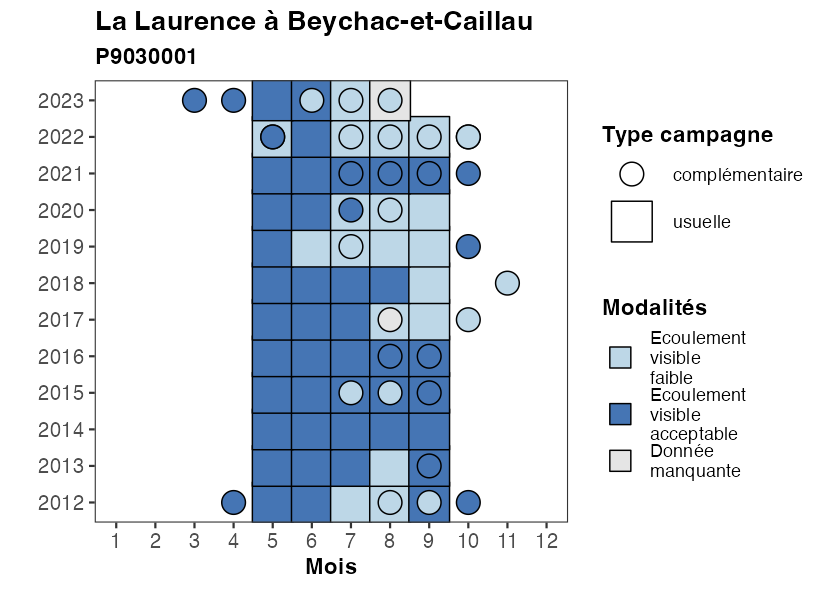 La Laurence à Beychac-et-Caillau
P9030001
2023
2022
2021
2020
2019
2018
2017
2016
2015
2014
2013
2012
1 2 3 4 5 6 7 8 9 10 11 12
Mois
Type campagne
complémentaire
usuelle
Modalités
Ecoulement
visible
faible
Ecoulement
visible
acceptable
Donnée
manquante